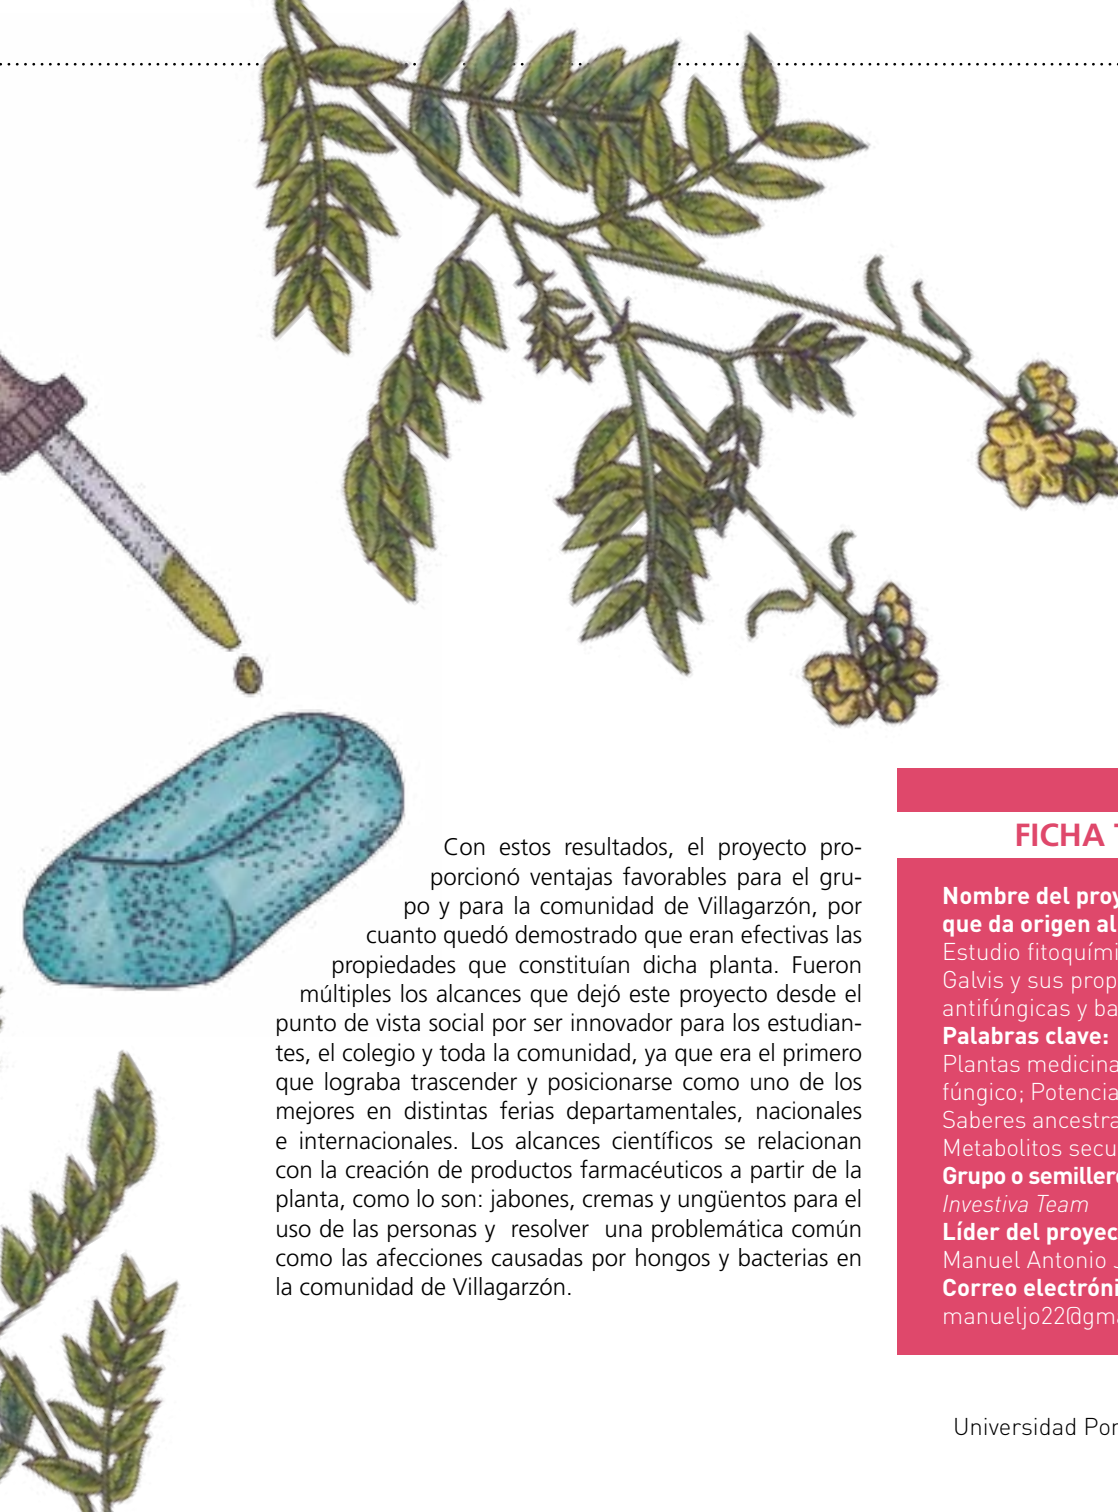 Con estos resultados, el proyecto pro-
porcionó ventajas favorables para el gru-
po y para la comunidad de Villagarzón, por
cuanto quedó demostrado que eran efectivas las
propiedades que constituían dicha planta. Fueron
múltiples los alcances que dejó este proyecto desde el
punto de vista social por ser innovador para los estudian-
tes, el colegio y toda la comunidad, ya que era el primero
que lograba trascender y posicionarse como uno de los
mejores en distintas ferias departamentales, nacionales
e internacionales. Los alcances científicos se relacionan
con la creación de productos farmacéuticos a partir de la
planta, como lo son: jabones, cremas y ungüentos para el
uso de las personas y resolver una problemática común
como las afecciones causadas por hongos y bacterias en
la comunidad de Villagarzón.
FICHA
Nombre del proy
que da origen al
Estudio fitoquími
Galvis y sus prop
antifúngicas y ba
Palabras clave:
Plantas medicina
fúngico; Potencia
Saberes ancestra
Metabolitos secu
Grupo o semiller
Investiva Team
Líder del proyec
Manuel Antonio J
Correo electróni
manueljo22@gma
Universidad Pon